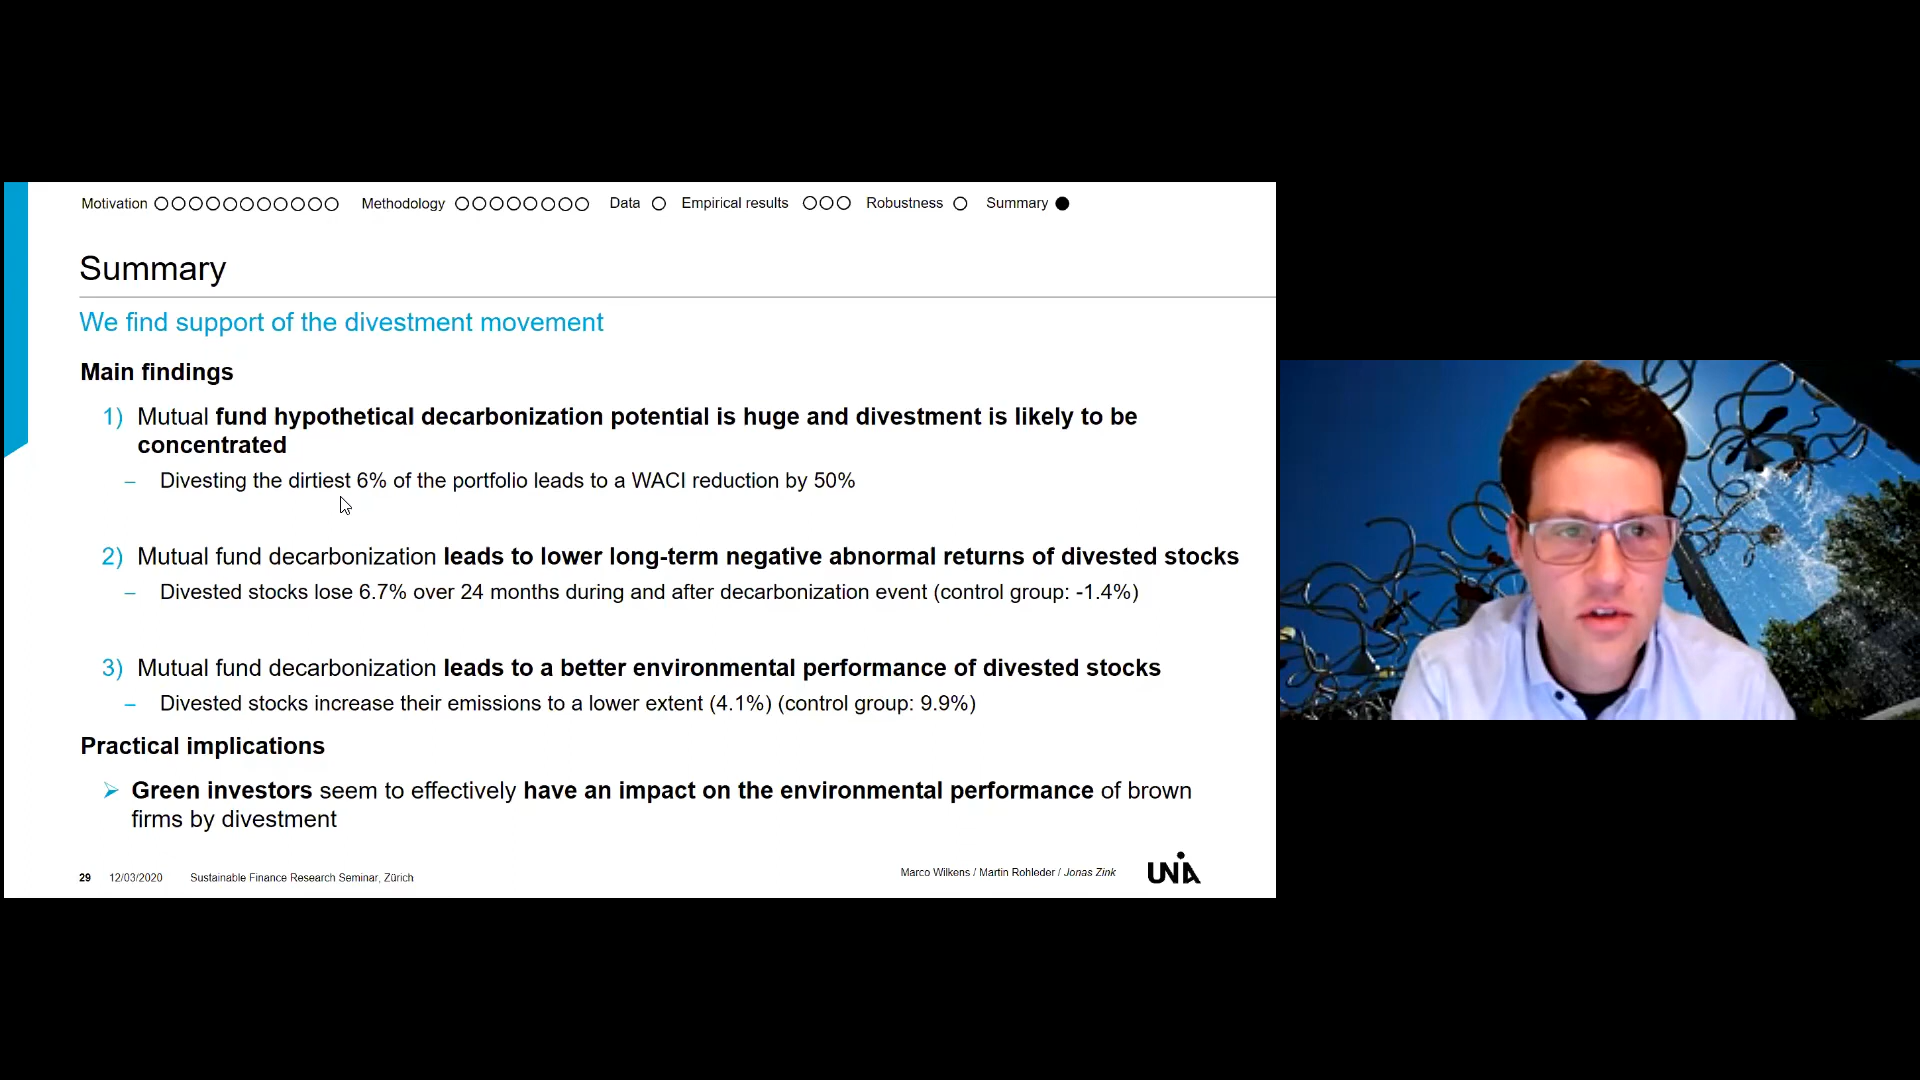 Motivation Methodology Data Empirical results Robustness Summary
Summary
We find support of the divestment movement
Main findings
1) Mutual fund hypothetical decarbonization potential is huge and divestment is likely to be
concentrated
– Divesting the dirtiest 6% of the portfolio leads to a WACI reduction by 50%
2) Mutual fund decarbonization leads to lower long-term negative abnormal returns of divested stocks
– Divested stocks lose 6.7% over 24 months during and after decarbonization event (control group: -1.4%)
3) Mutual fund decarbonization leads to a better environmental performance of divested stocks
– Divested stocks increase their emissions to a lower extent (4.1%) (control group: 9.9%)
Practical implications
➢ Green investors seem to effectively have an impact on the environmental performance of brown
firms by divestment
29 12/03/2020 Sustainable Finance Research Seminar, Zürich
Marco Wilkens / Martin Rohleder / Jonas Zink
UNIA